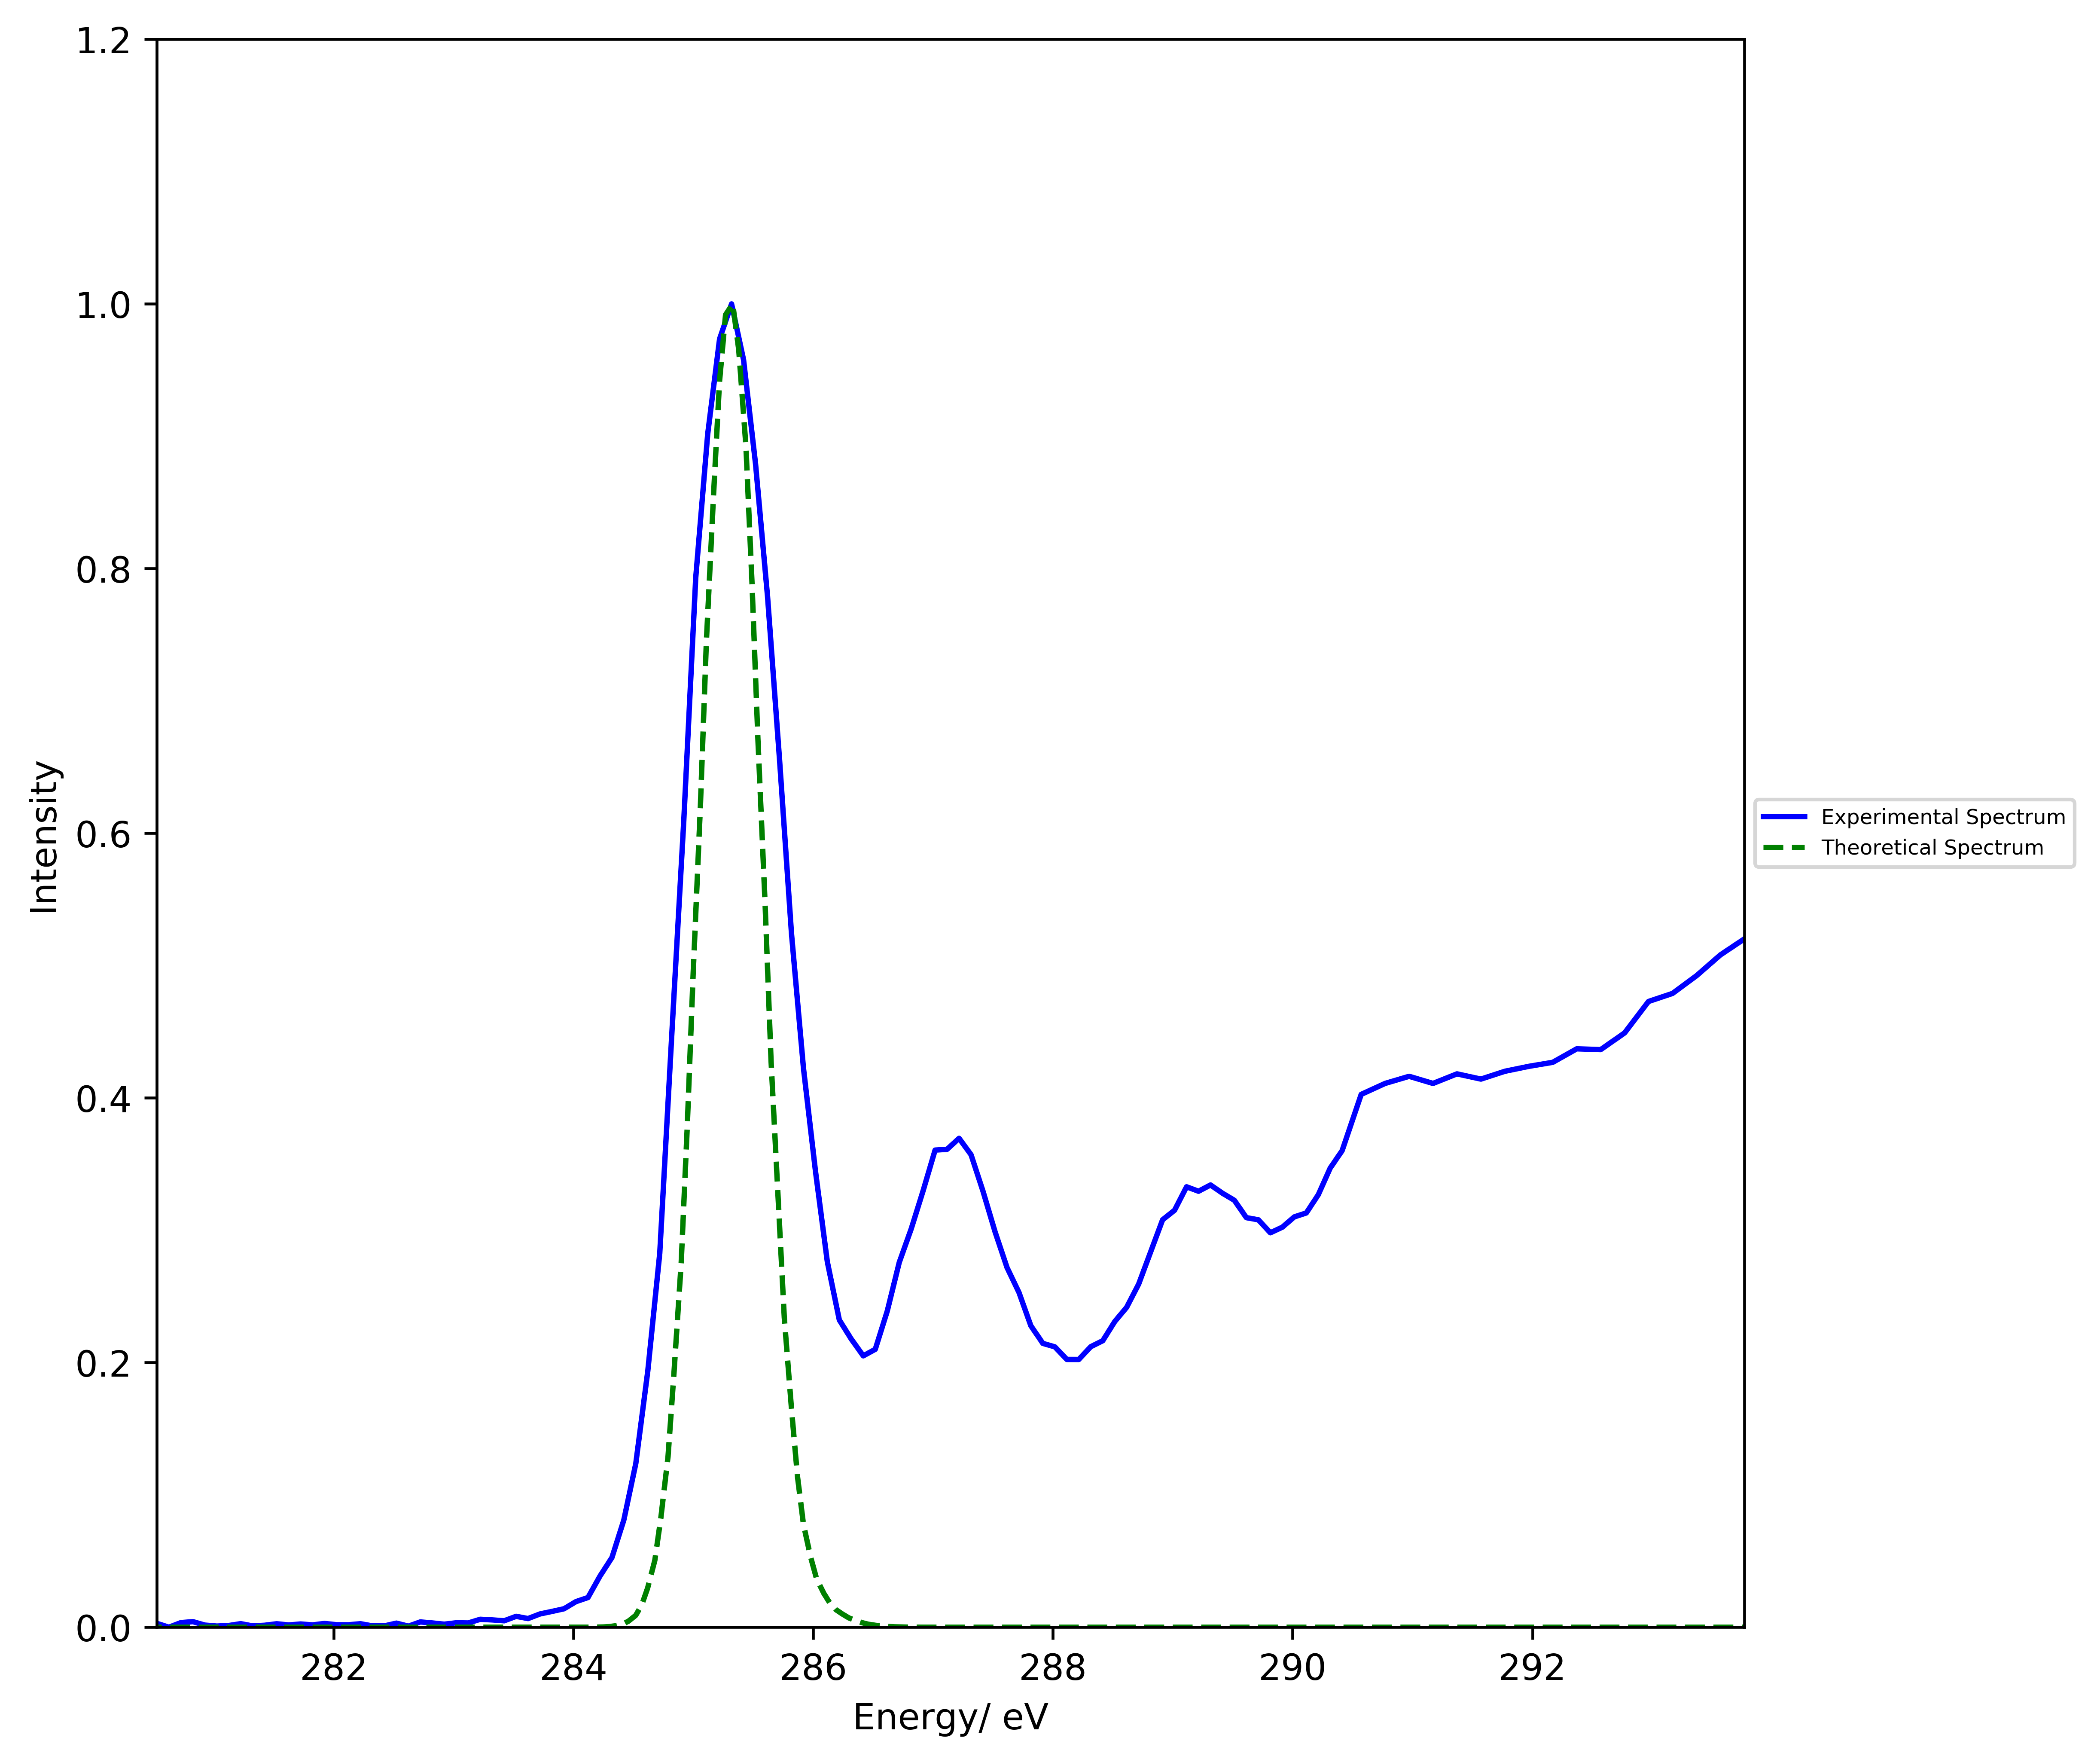 1.2
1.0
0.8
0.6
0.4
0.2
0.0
Intensity
282 284 286 288 290 292
Energy/ eV
Experimental Spectrum
Theoretical Spectrum